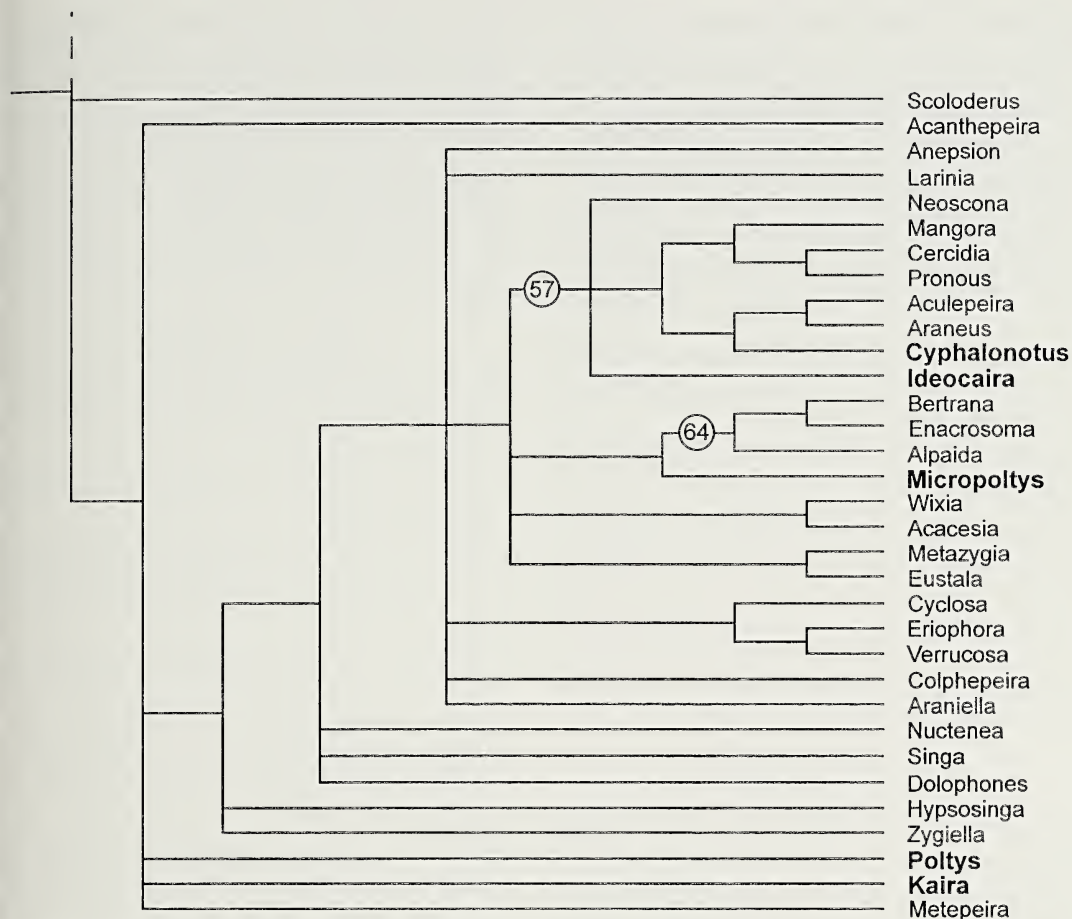 Scoloderus
Acanthepeira
Anepsion
Larinia
Neoscona
Mangora
Cercidia
57
Pronous
Aculepeira
Araneus
Cyphalonotus
Ideocaira
Bertrana
64
Enacrosoma
Alpaida
Micropoltys
Wixia
Acacesia
Metazygia
Eustala
Cyclosa
Eriophora
Verrucosa
Colphepeira
Araniella
Nuctenea
Singa
Dolophones
Hypsosinga
Zygiella
Poltys
Kaira
Metepeira